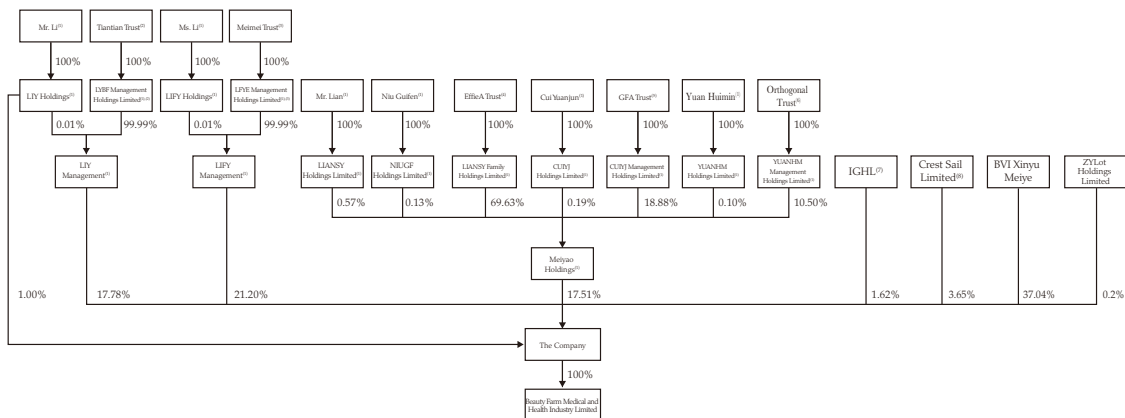 Mr. Li
Tiantian Trust
Ms. Li
Meimei Trust
100%
100%
100%
100%
LIY Holdings
LYBF Management
Holdings Limited
LIFY Holdings
LFYE Management
Holdings Limited
Mr. Lian
Niu Guifen
EffieA Trust
Cui Yuanjun
GFA Trust
Yuan Huimin
Orthogonal
Trust
0.01%
99.99%
0.01%
99.99%
100%
100%
100%
100%
100%
100%
100%
LIY
Management
LIFY
Management
LIANSY
Holdings Limited
NIUGF
Holdings Limited
LIANSY Family
Holdings Limited
CUIYJ
Holdings Limited
CUIYJ Management
Holdings Limited
YUANHM
Holdings Limited
YUANHM
Management
Holdings Limited
IGHL(7)
Crest Sail
Limited(8)
BVI Xinyu
Meiye
ZYLot
Holdings
Limited
0.57%
0.13%
69.63%
0.19%
18.88%
0.10%
10.50%
Meiyao
Holdings
1.00%
17.78%
21.20%
17.51%
1.62%
3.65%
37.04%
0.2%
The Company
100%
Beauty Farm Medical and
Health Industry Limited